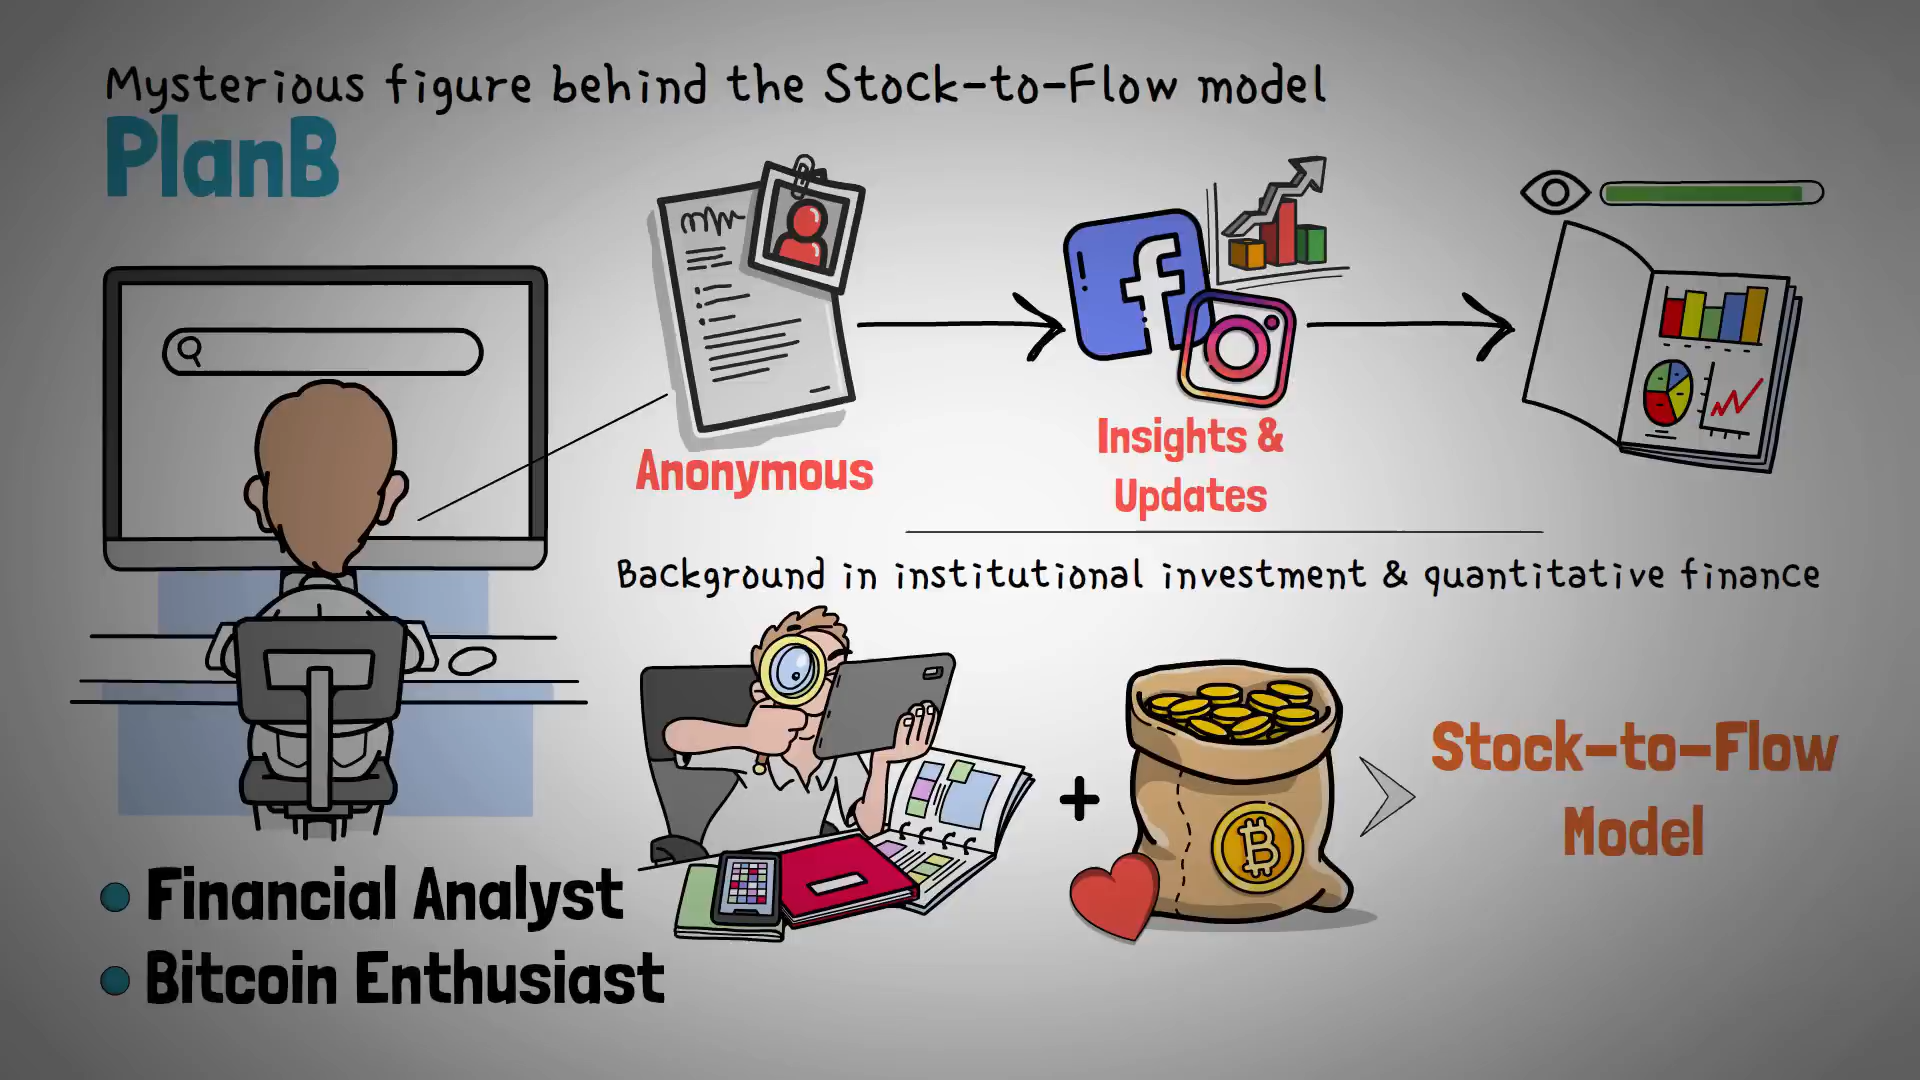 Mysterious figure behind the Stock-to-Flow model
PlanB
Anonymous
Insights &
Updates
Background in institutional investment & quantitative finance
+
Stock-to-Flow
Model
Financial Analyst
Bitcoin Enthusiast